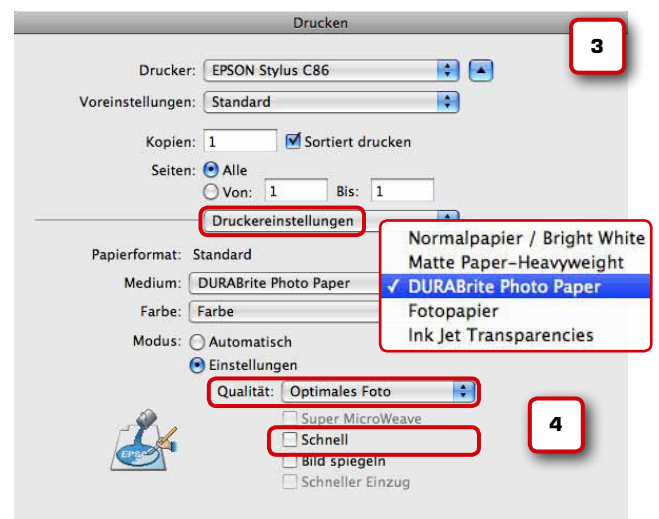 Drucken
3
Drucker: EPSON Stylus C86
Voreinstellungen: Standard
Kopien: 1 Sortiert drucken
Seiten: Alle
Von: 1 Bis: 1
Druckereinstellungen
Papierformat: Standard
Medium: DURABrite Photo Paper
Farbe: Farbe
Modus: Automatisch
Einstellungen
Qualität: Optimales Foto
Super MicroWeave
Schnell
Bild spiegeln
Schneller Einzug
Normalpapier / Bright White
Matte Paper–Heavyweight
✓ DURABrite Photo Paper
Fotopapier
Ink Jet Transparencies
4
EPSO